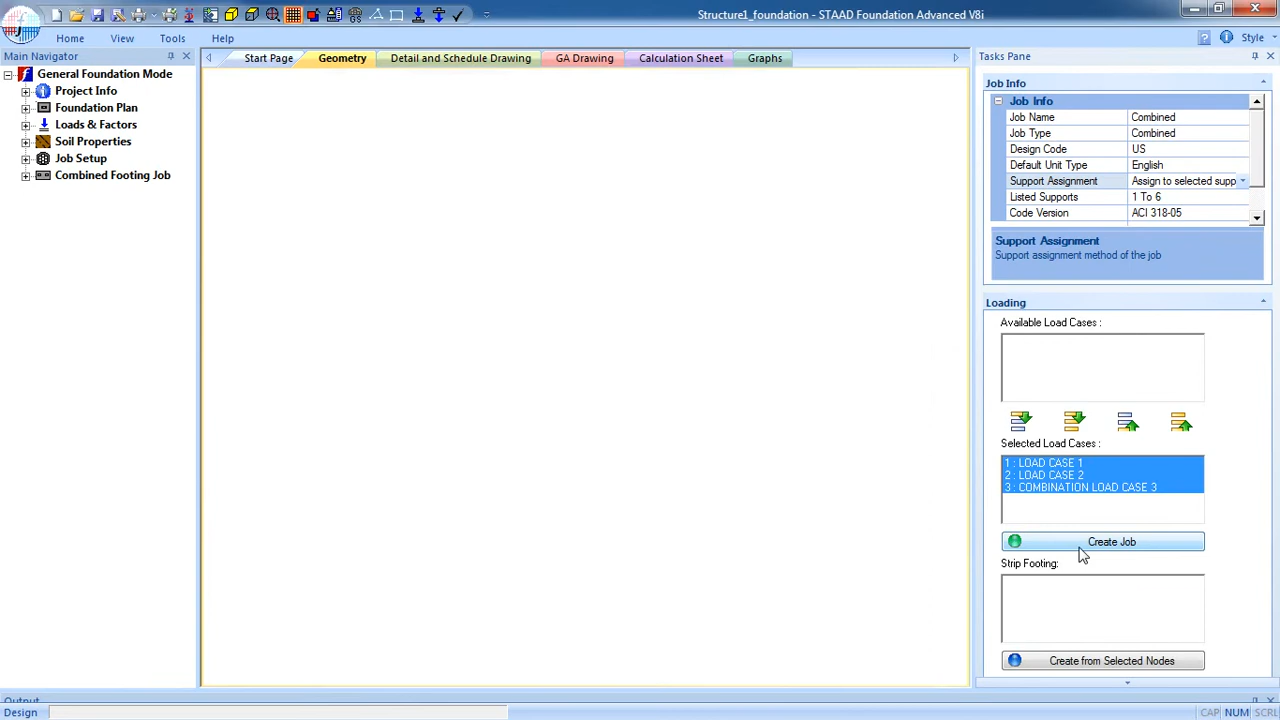 Structure1_foundation - STAAD Foundation Advanced V8i
Home View Tools Help
Style
Main Navigator
General Foundation Mode
Project Info
Foundation Plan
Loads & Factors
Soil Properties
Job Setup
Combined Footing Job
Start Page Geometry Detail and Schedule Drawing GA Drawing Calculation Sheet Graphs
Tasks Pane
Job Info
Job Info
Job Name Combined
Job Type Combined
Design Code US
Default Unit Type English
Support Assignment Assign to selected supp
Listed Supports 1 To 6
Code Version ACI 318-05
Support Assignment
Support assignment method of the job
Loading
Available Load Cases :
Selected Load Cases :
1 : LOAD CASE 1
2 : LOAD CASE 2
3 : COMBINATION LOAD CASE 3
Create Job
Strip Footing:
Create from Selected Nodes
Output
Design
CAP NUM SCRL